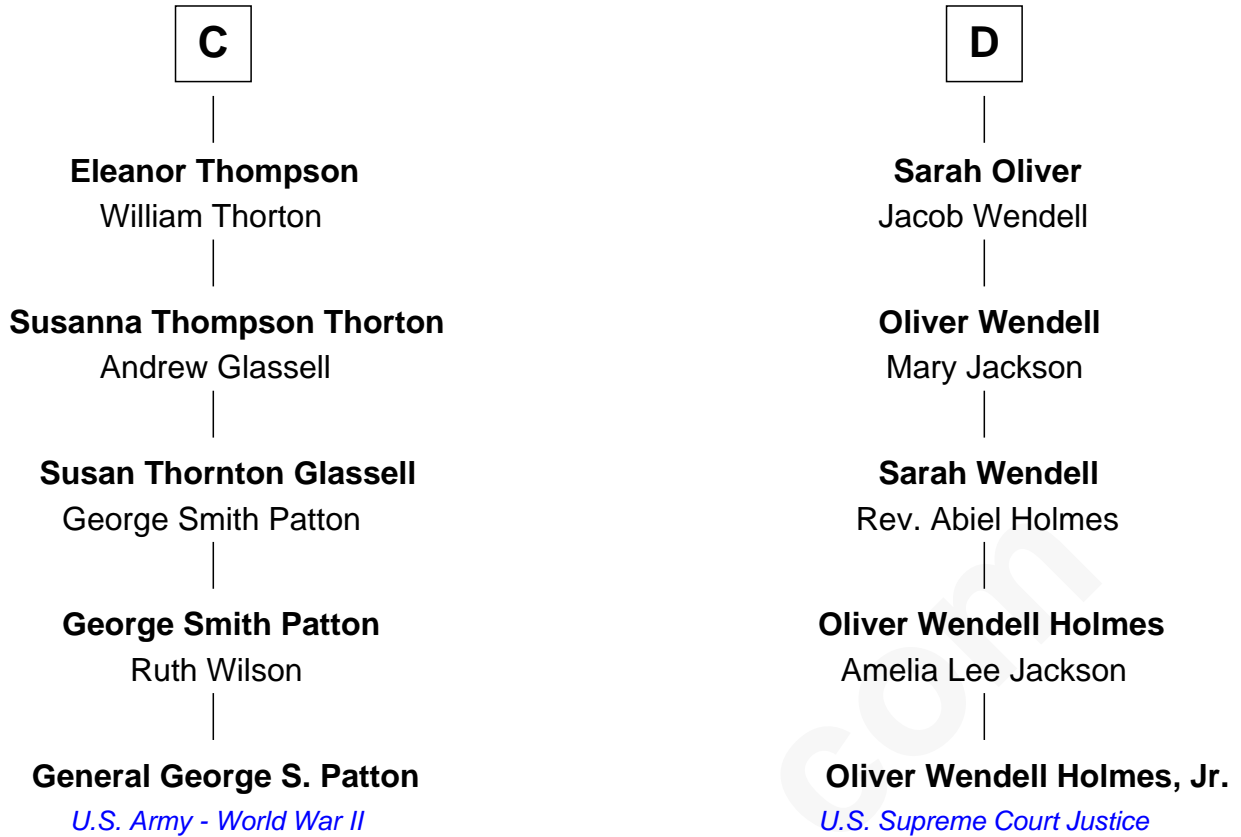 C
Eleanor Thompson
William Thorton
Susanna Thompson Thorton
Andrew Glassell
Susan Thornton Glassell
George Smith Patton
George Smith Patton
Ruth Wilson
General George S. Patton
U.S. Army - World War II
D
Sarah Oliver
Jacob Wendell
Oliver Wendell
Mary Jackson
Sarah Wendell
Rev. Abiel Holmes
Oliver Wendell Holmes
Amelia Lee Jackson
Oliver Wendell Holmes, Jr.
U.S. Supreme Court Justice
com